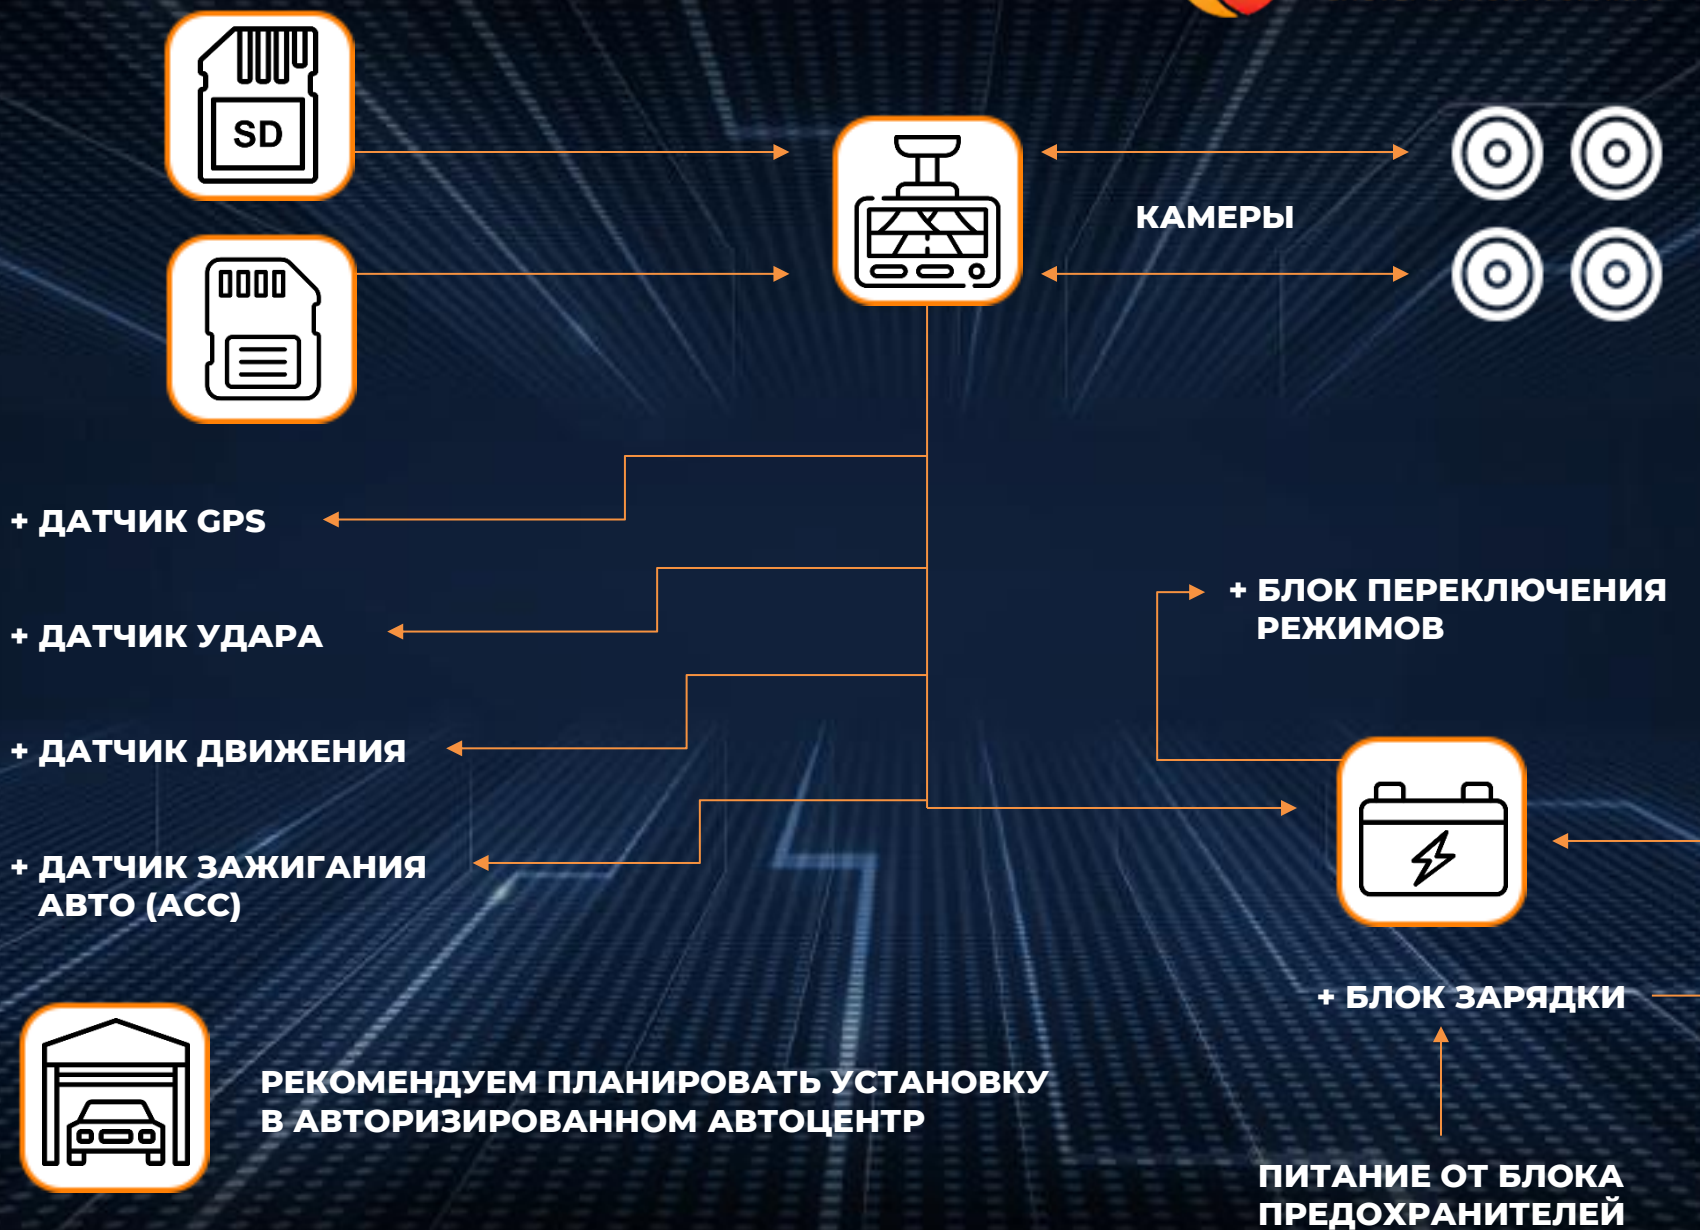 SD
КАМЕРЫ
+ ДАТЧИК GPS
+ БЛОК ПЕРЕКЛЮЧЕНИЯ
РЕЖИМОВ
+ ДАТЧИК УДАРА
+ ДАТЧИК ДВИЖЕНИЯ
+ ДАТЧИК ЗАЖИГАНИЯ
АВТО (ACC)
+ БЛОК ЗАРЯДКИ
РЕКОМЕНДУЕМ ПЛАНИРОВАТЬ УСТАНОВКУ
В АВТОРИЗИРОВАННОМ АВТОЦЕНТР
ПИТАНИЕ ОТ БЛОКА
ПРЕДОХРАНИТЕЛЕЙ